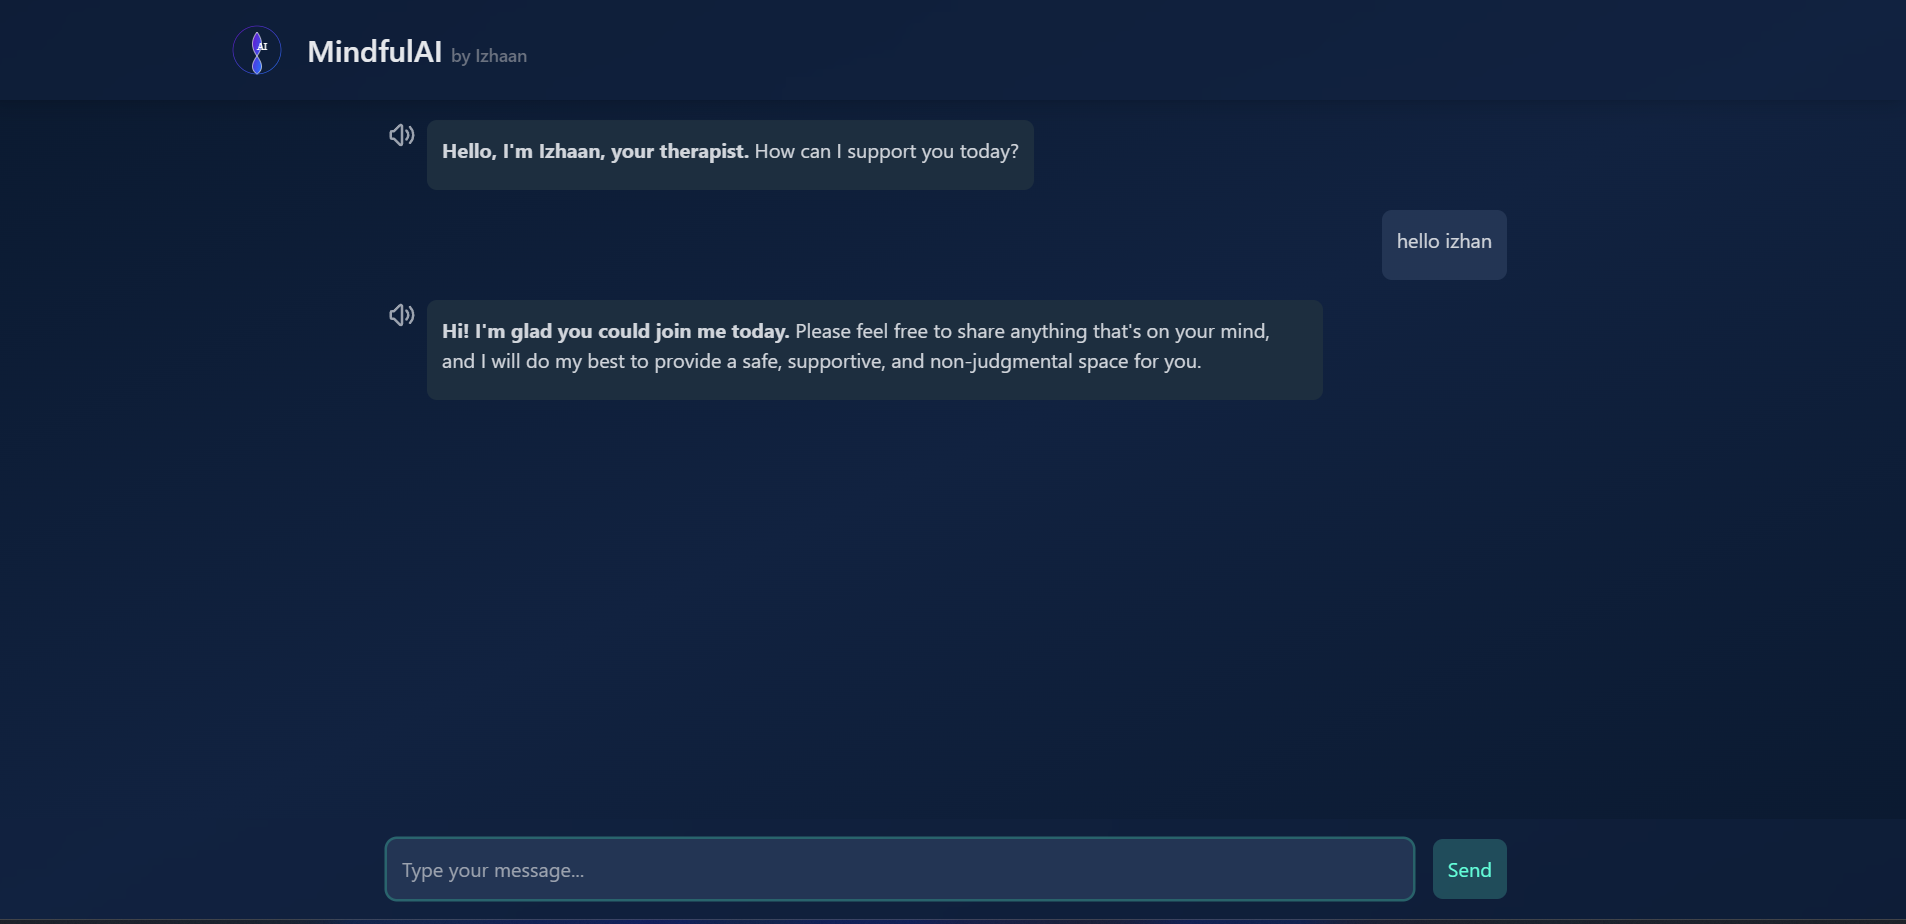 AI
MindfulAI by Izhaan
Hello, I'm Izhaan, your therapist. How can I support you today?
hello izhan
Hi! I'm glad you could join me today. Please feel free to share anything that's on your mind,
and I will do my best to provide a safe, supportive, and non-judgmental space for you.
Type your message...
Send